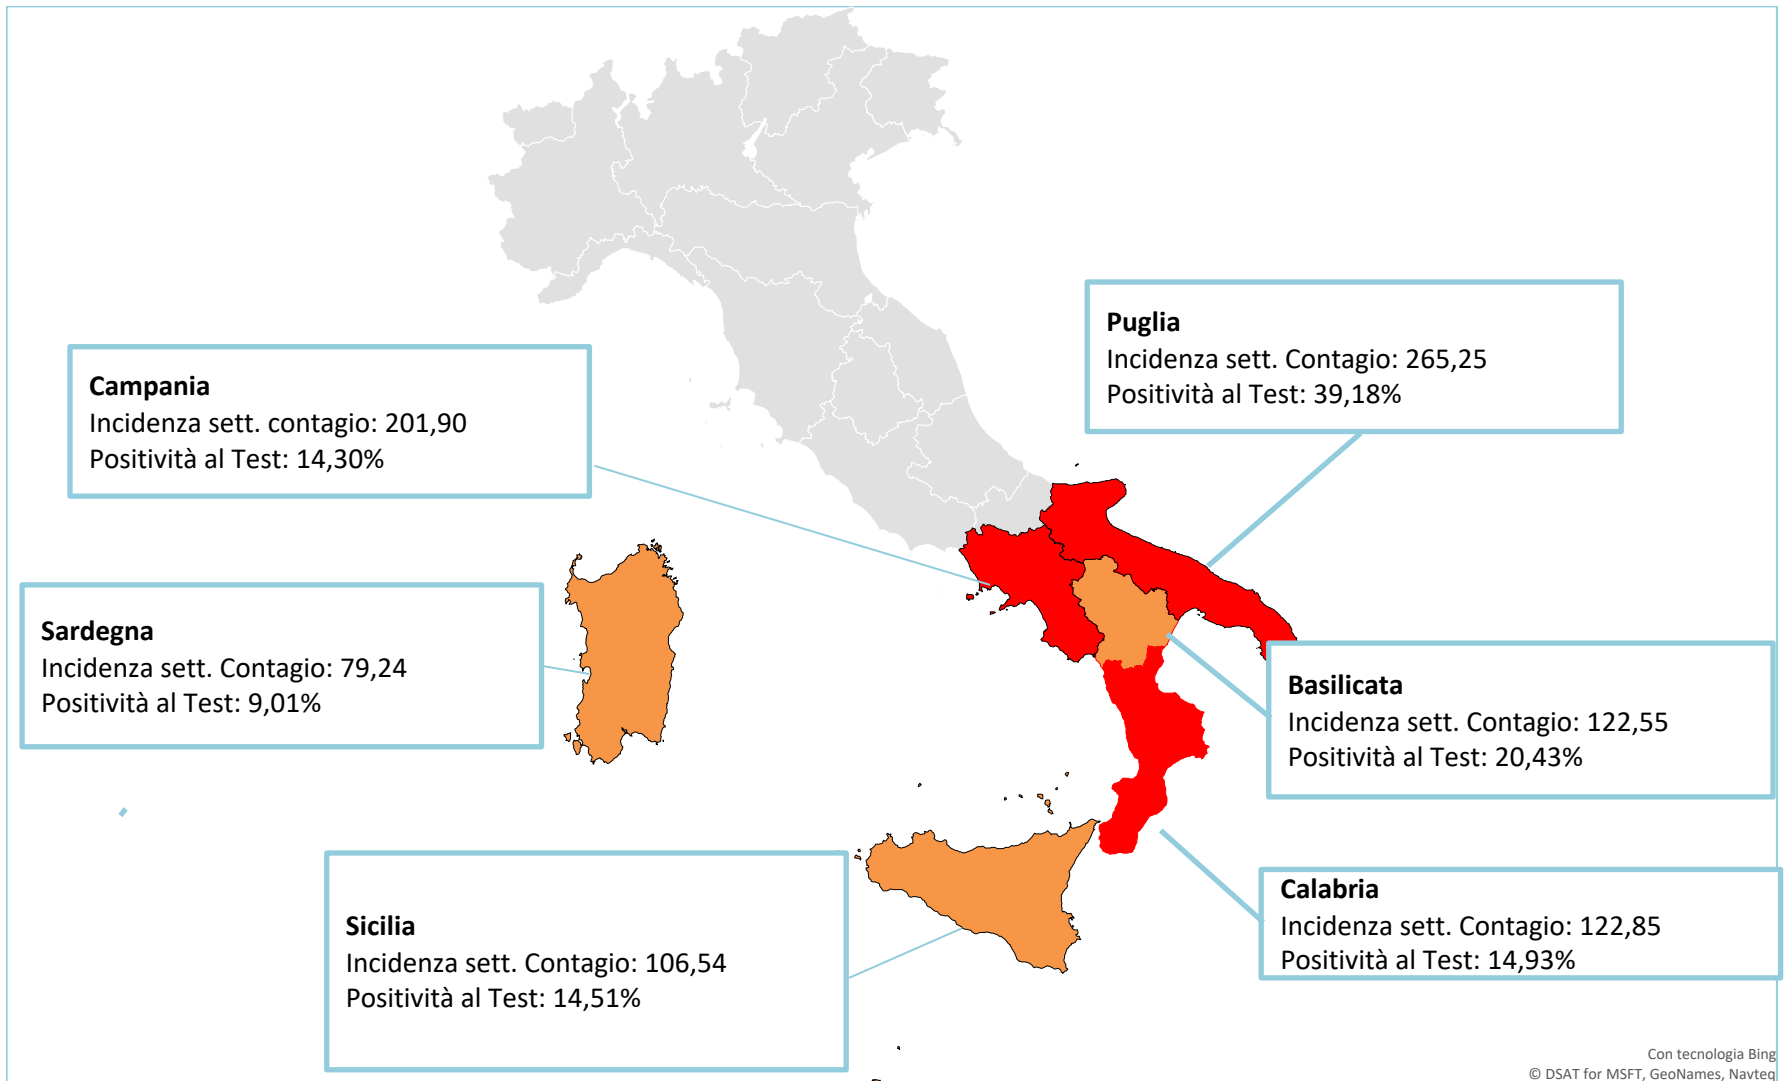 Puglia
Incidenza sett. Contagio: 265,25
Positività al Test: 39,18%
Campania
Incidenza sett. contagio: 201,90
Positività al Test: 14,30%
Sardegna
Incidenza sett. Contagio: 79,24
Positività al Test: 9,01%
Basilicata
Incidenza sett. Contagio: 122,55
Positività al Test: 20,43%
Calabria
Incidenza sett. Contagio: 122,85
Positività al Test: 14,93%
Sicilia
Incidenza sett. Contagio: 106,54
Positività al Test: 14,51%
Con tecnologia Bing
© DSAT for MSFT, GeoNames, Navteq